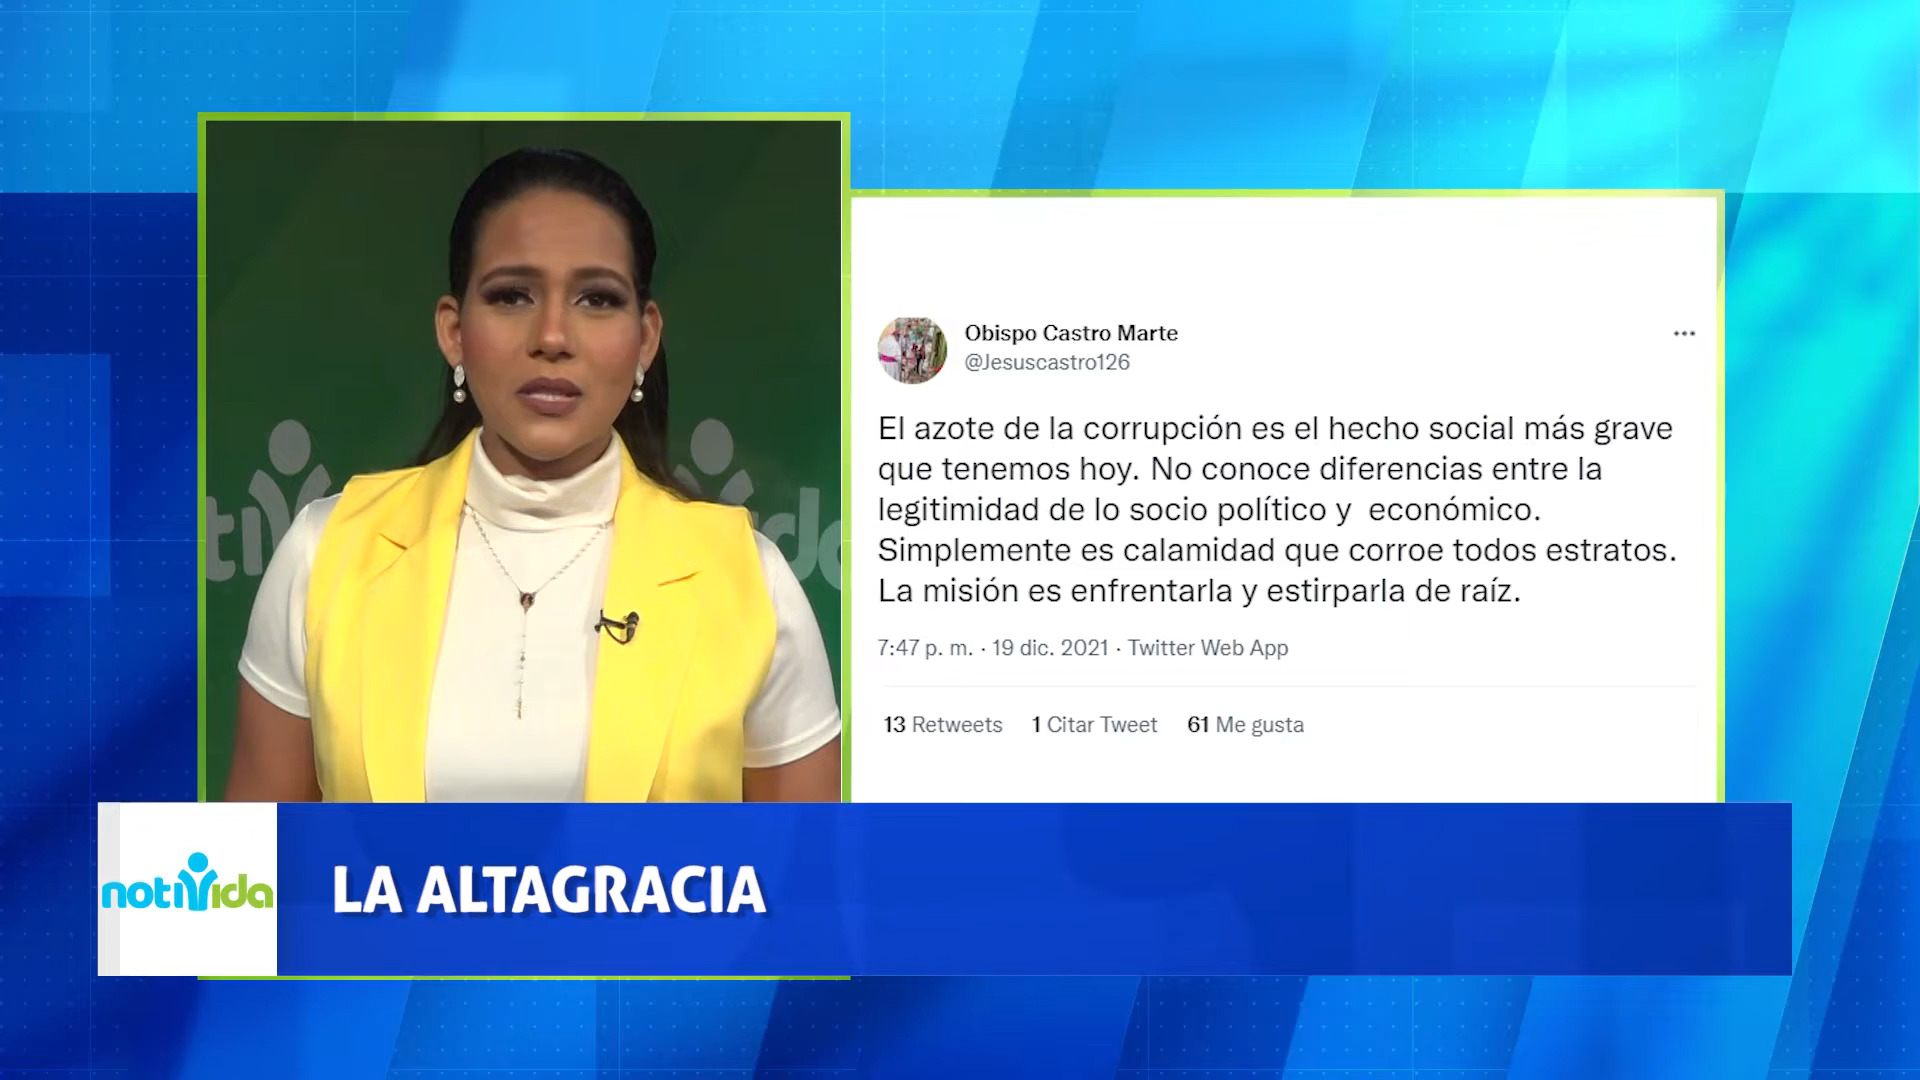 Obispo Castro Marte
@Jesuscastro126
El azote de la corrupción es el hecho social más grave
que tenemos hoy. No conoce diferencias entre la
legitimidad de lo socio político y  económico.
Simplemente es calamidad que corroe todos estratos.
La misión es enfrentarla y estirparla de raíz.
7:47 p. m. · 19 dic. 2021 · Twitter Web App
13 Retweets 1 Citar Tweet 61 Me gusta
notiVida
LA ALTAGRACIA